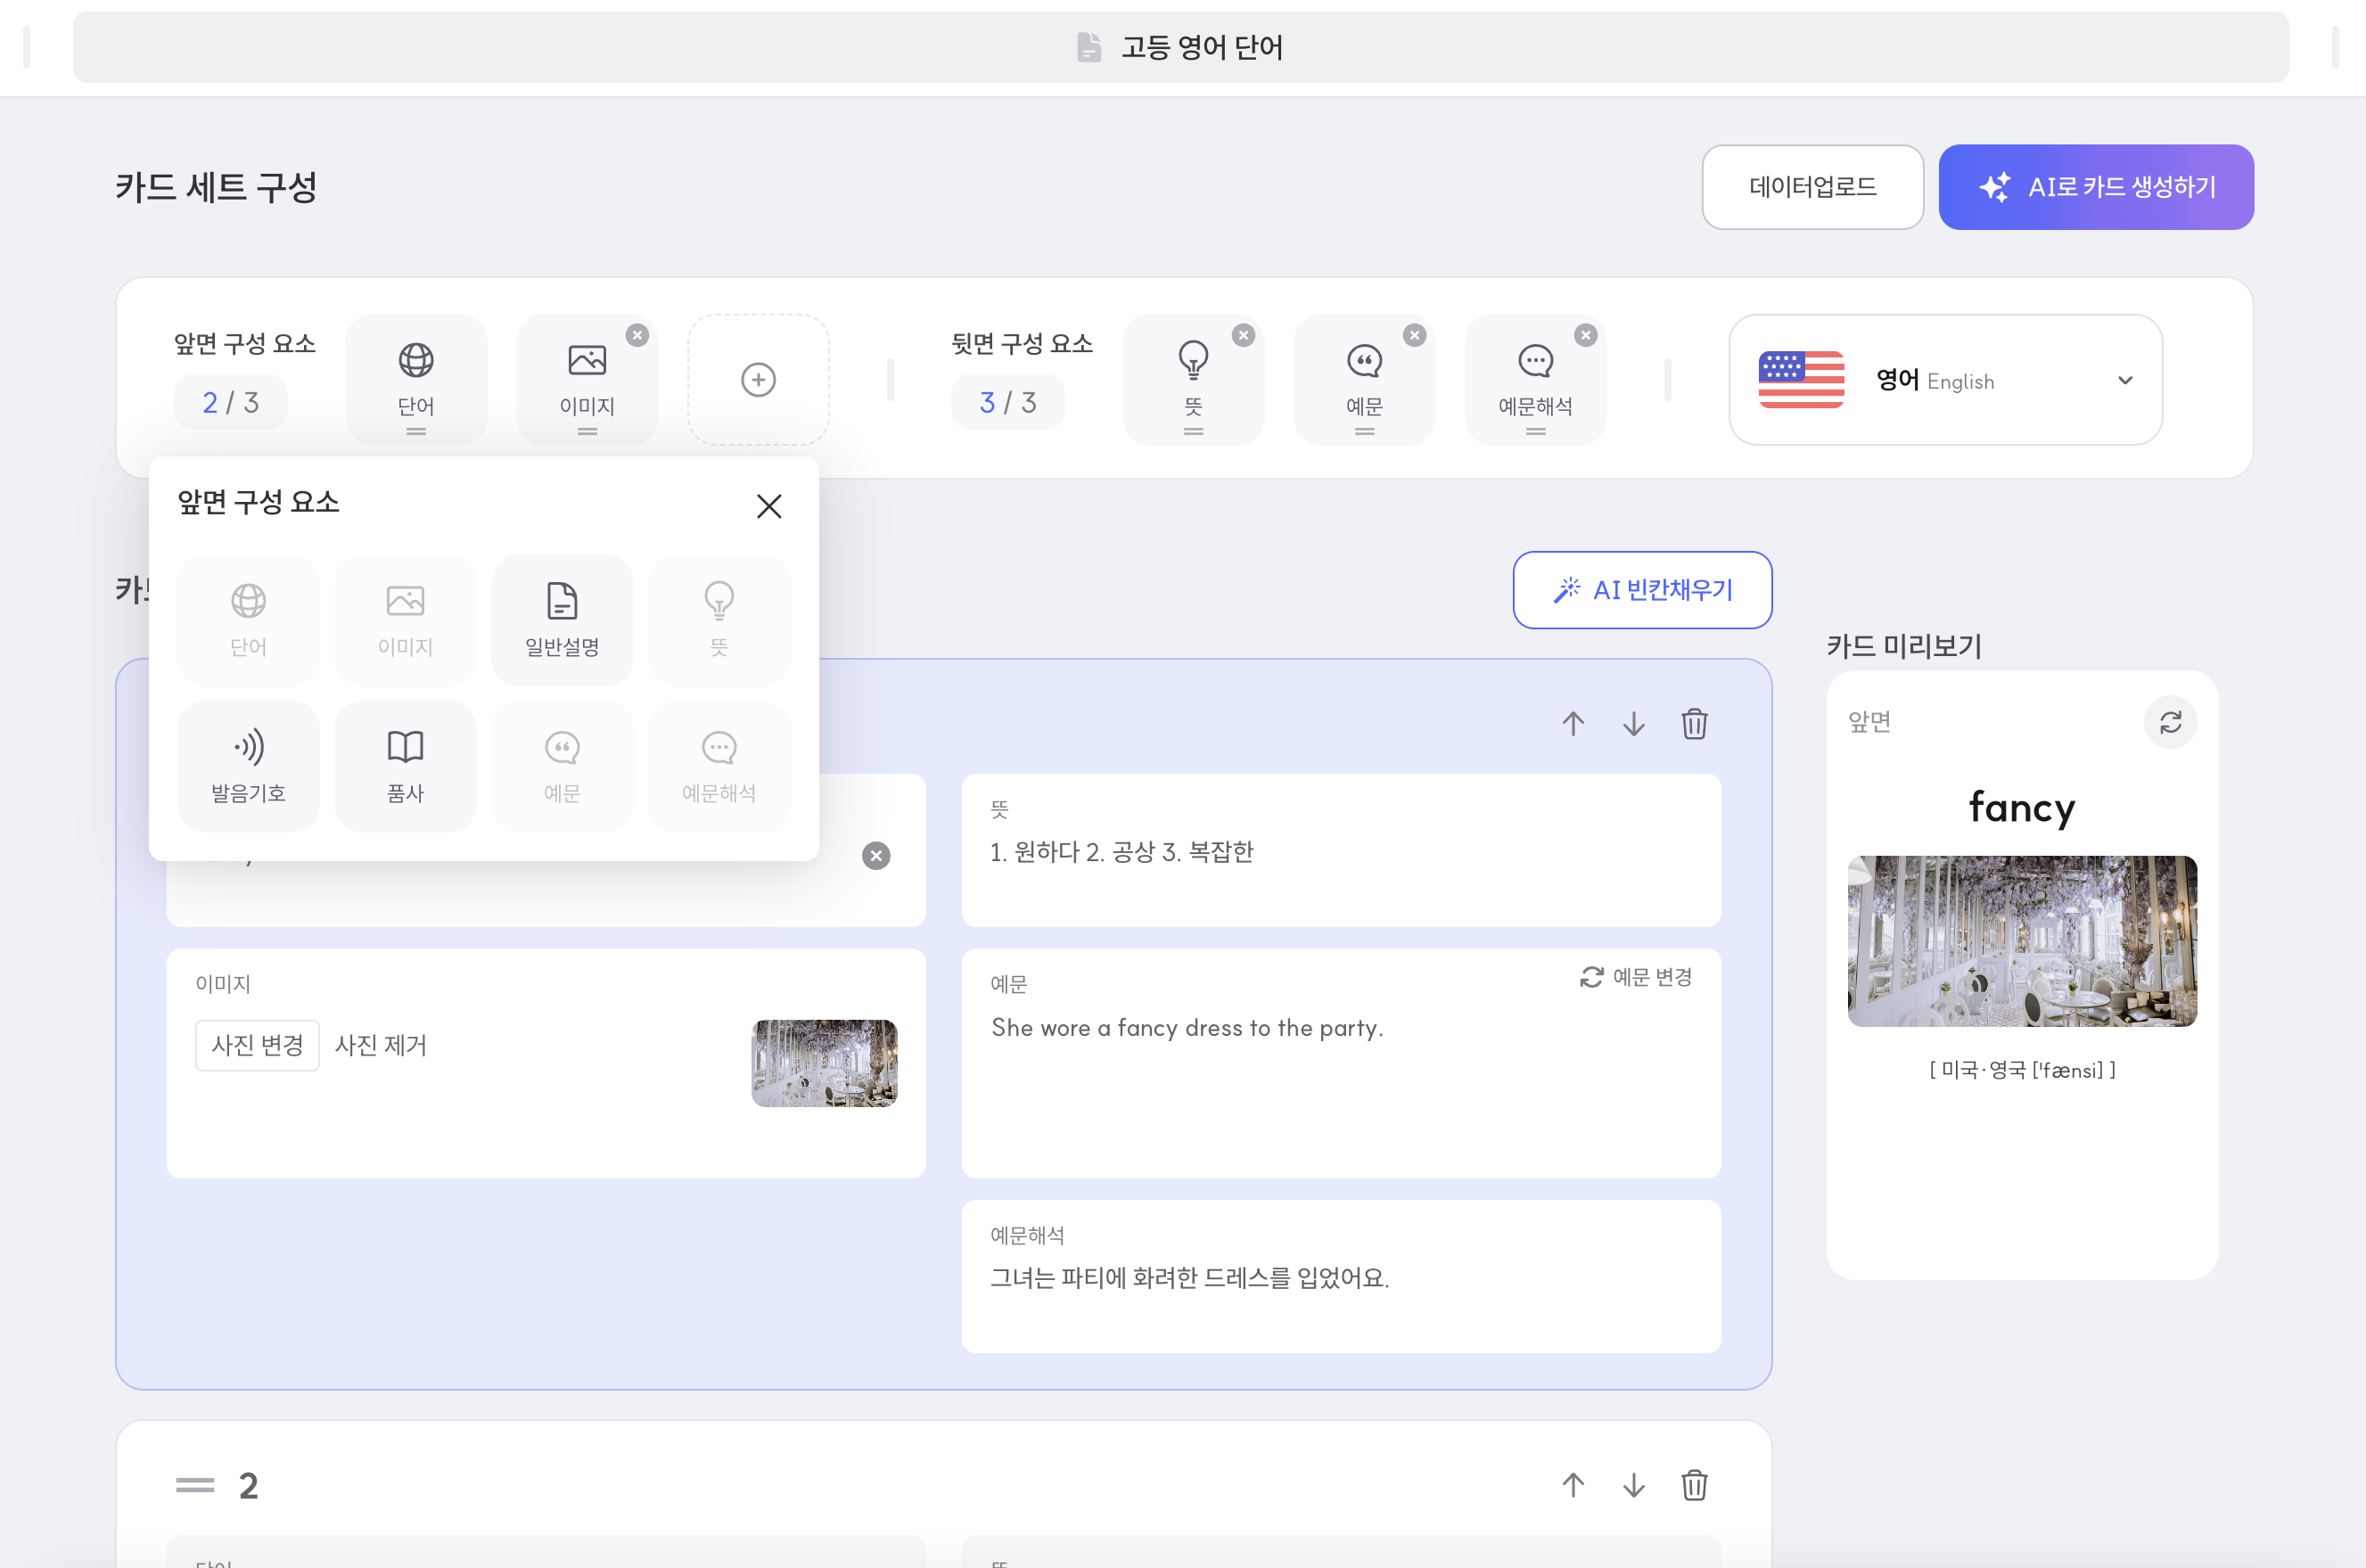 고등 영어 단어
카드 세트 구성
데이터업로드
AI로 카드 생성하기
앞면 구성 요소
2 / 3
단어
이미지
뒷면 구성 요소
3 / 3
뜻
예문
예문해석
영어 English
앞면 구성 요소
단어
이미지
일반설명
뜻
발음기호
품사
예문
예문해석
AI 빈칸채우기
뜻
1. 원하다 2. 공상 3. 복잡한
이미지
사진 변경
사진 제거
예문
예문 변경
She wore a fancy dress to the party.
예문해석
그녀는 파티에 화려한 드레스를 입었어요.
카드 미리보기
앞면
fancy
[ 미국·영국 [ˈfænsi] ]
2